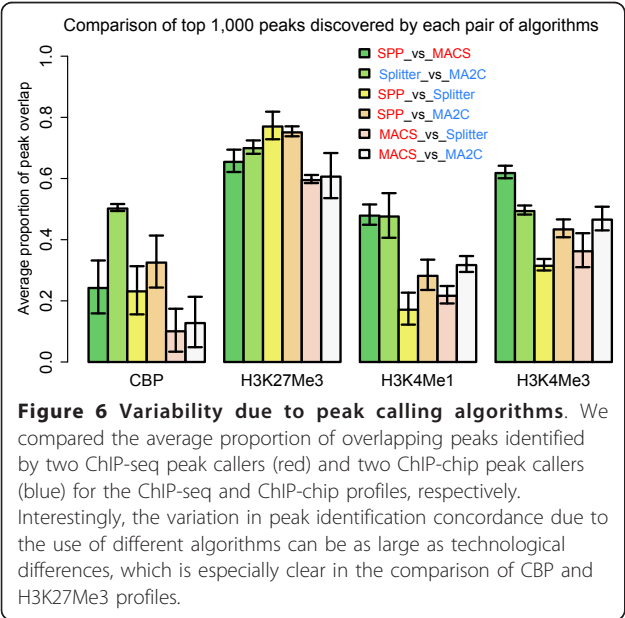 Comparison of top 1,000 peaks discovered by each pair of algorithms
Average proportion of peak overlap
1.0
0.8
0.6
0.4
0.2
0.0
SPP_vs_MACS
Splitter_vs_MA2C
SPP_vs_Splitter
SPP_vs_MA2C
MACS_vs_Splitter
MACS_vs_MA2C
CBP H3K27Me3 H3K4Me1 H3K4Me3
Figure 6 Variability due to peak calling algorithms. We
compared the average proportion of overlapping peaks identified
by two ChIP-seq peak callers (red) and two ChIP-chip peak callers
(blue) for the ChIP-seq and ChIP-chip profiles, respectively.
Interestingly, the variation in peak identification concordance due to
the use of different algorithms can be as large as technological
differences, which is especially clear in the comparison of CBP and
H3K27Me3 profiles.